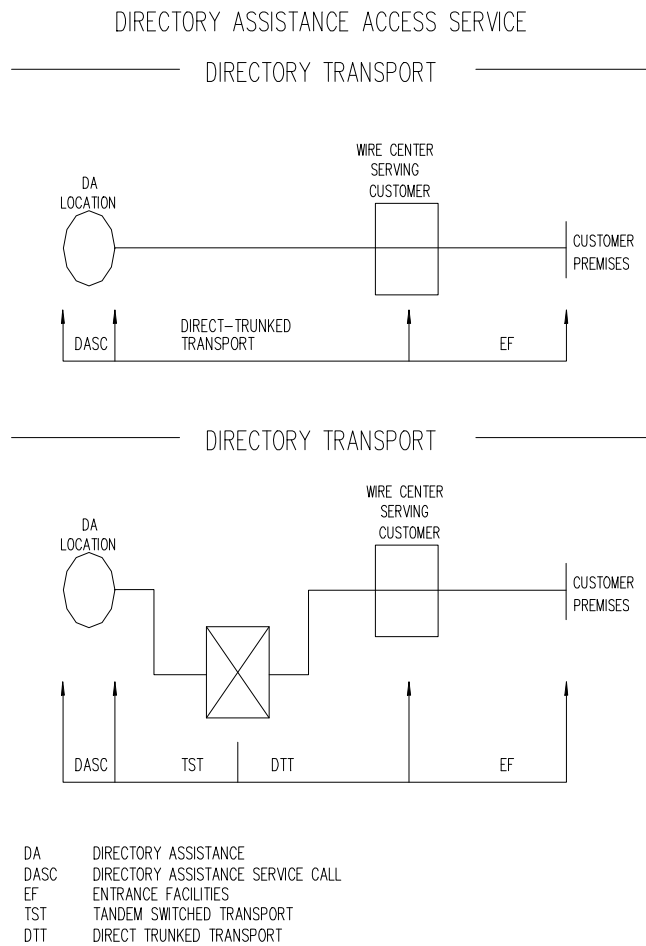 DIRECTORY ASSISTANCE ACCESS SERVICE
DIRECTORY TRANSPORT
WIRE CENTER
SERVING
CUSTOMER
DA
LOCATION
CUSTOMER
PREMISES
DIRECT-TRUNKED
TRANSPORT
DASC
EF
DIRECTORY TRANSPORT
WIRE CENTER
SERVING
CUSTOMER
DA
LOCATION
CUSTOMER
PREMISES
DASC
TST
DTT
EF
DA DIRECTORY ASSISTANCE
DASC DIRECTORY ASSISTANCE SERVICE CALL
EF ENTRANCE FACILITIES
TST TANDEM SWITCHED TRANSPORT
DTT DIRECT TRUNKED TRANSPORT